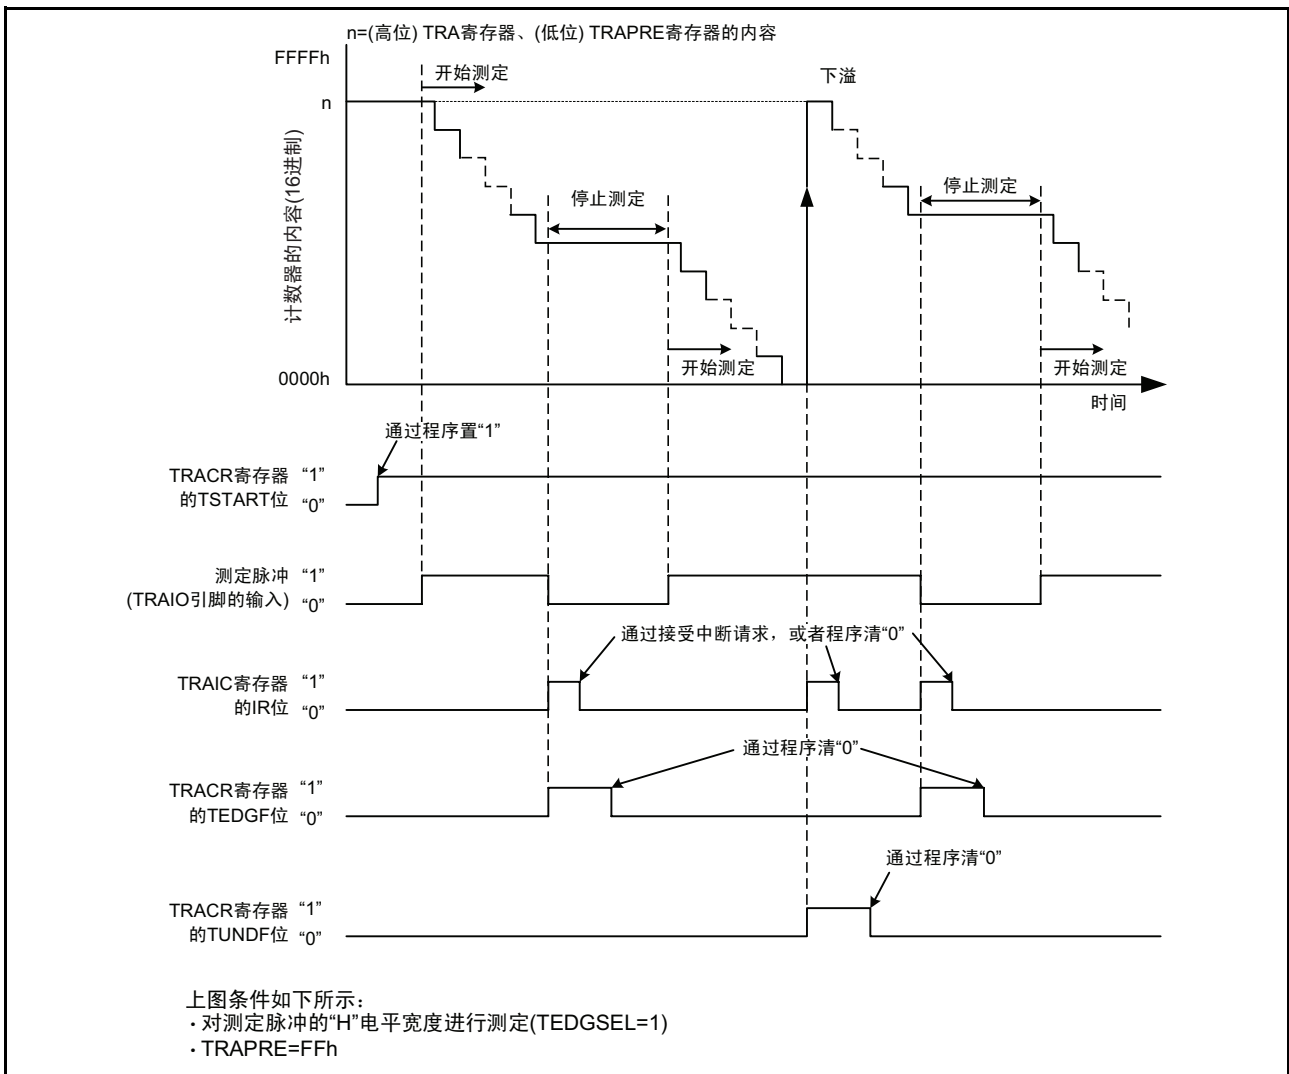 n=(高位) TRA寄存器、(低位) TRAPRE寄存器的内容
FFFFh
开始测定
下溢
n
计数器的内容(16进制)
停止测定
停止测定
开始测定
开始测定
0000h
时间
通过程序置“1”
TRACR寄存器 “1”
的TSTART位 “0”
测定脉冲 “1”
(TRAIO引脚的输入) “0”
通过接受中断请求，或者程序清“0”
TRAIC寄存器 “1”
的IR位 “0”
通过程序清“0”
TRACR寄存器 “1”
的TEDGF位 “0”
通过程序清“0”
TRACR寄存器 “1”
的TUNDF位 “0”
上图条件如下所示：
・对测定脉冲的“H”电平宽度进行测定(TEDGSEL=1)
・TRAPRE=FFh